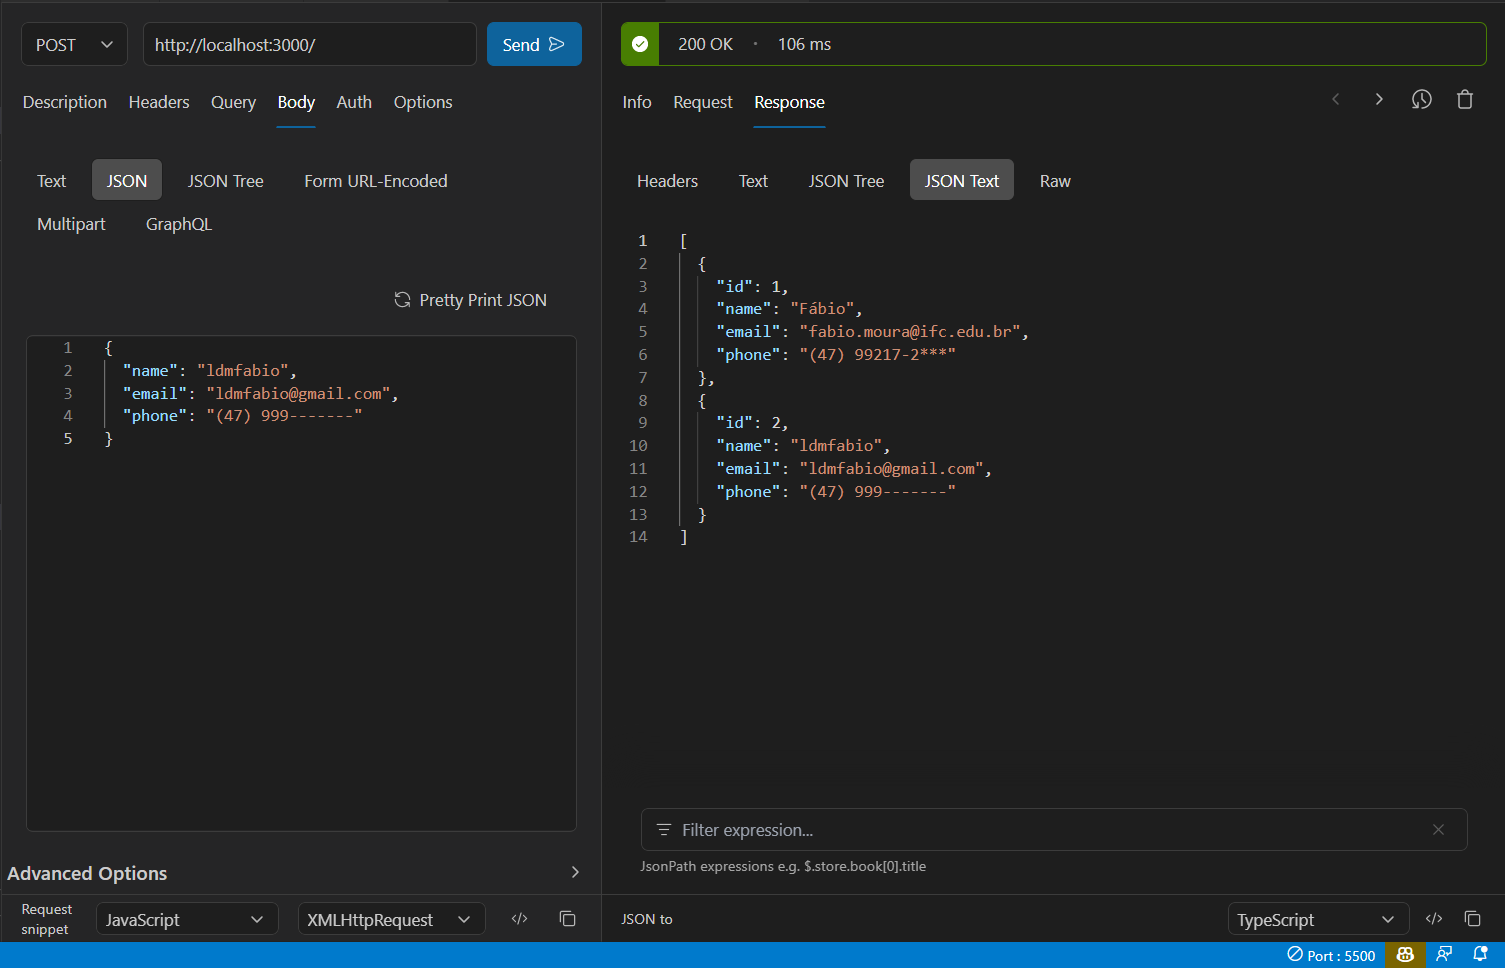 POST
http://localhost:3000/
Send
Description Headers Query Body Auth Options
Text JSON JSON Tree Form URL-Encoded
Multipart GraphQL
Pretty Print JSON
1 {
2 "name": "ldmfabio",
3 "email": "ldmfabio@gmail.com",
4 "phone": "(47) 999-------"
5 }
Advanced Options
Request snippet
JavaScript
XMLHttpRequest
200 OK · 106 ms
Info Request Response
Headers Text JSON Tree JSON Text Raw
1 [
2 {
3 "id": 1,
4 "name": "Fábio",
5 "email": "fabio.moura@ifc.edu.br",
6 "phone": "(47) 99217-2***"
7 },
8 {
9 "id": 2,
10 "name": "ldmfabio",
11 "email": "ldmfabio@gmail.com",
12 "phone": "(47) 999-------"
13 }
14 ]
Filter expression...
JsonPath expressions e.g. $.store.book[0].title
JSON to
TypeScript
Port : 5500